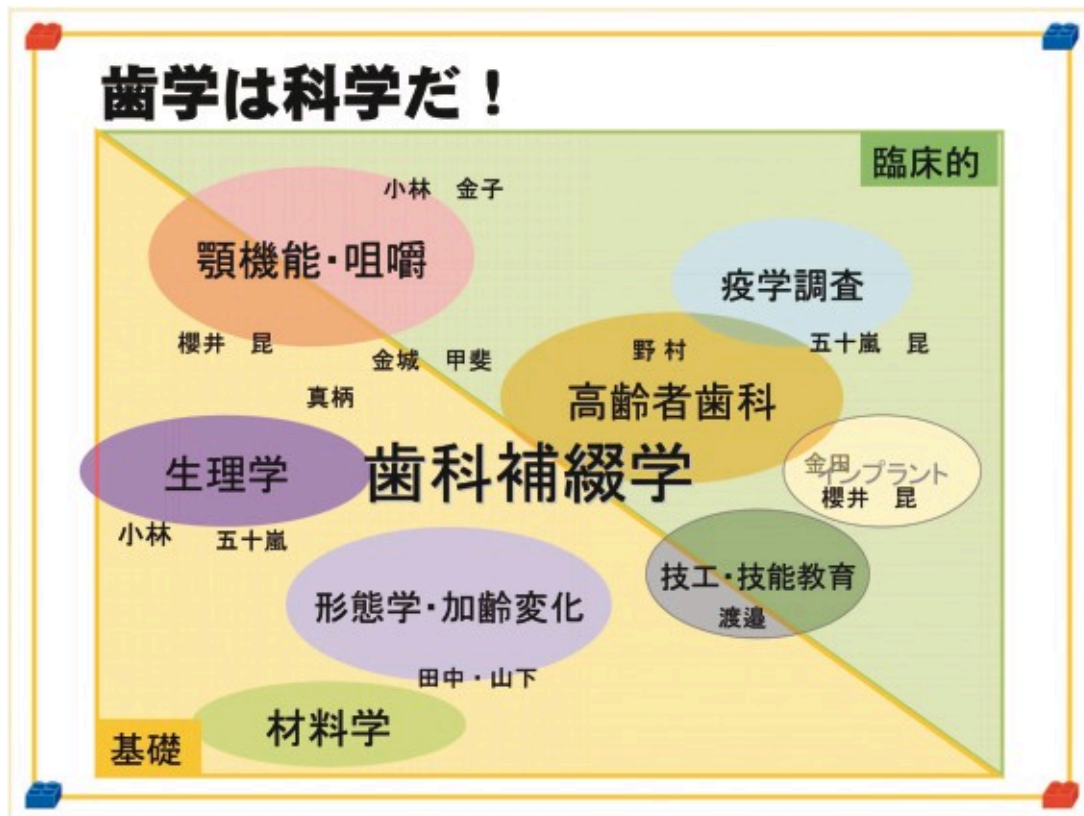 歯学は科学だ！
臨床的
小林　金子
顎機能・咀嚼
疫学調査
櫻井　昆
金城　甲斐
野村
五十嵐　昆
真柄
高齢者歯科
生理学
歯科補綴学
金田
インプラント
櫻井　昆
小林
五十嵐
技工・技能教育
形態学・加齢変化
渡邉
田中・山下
材料学
基礎